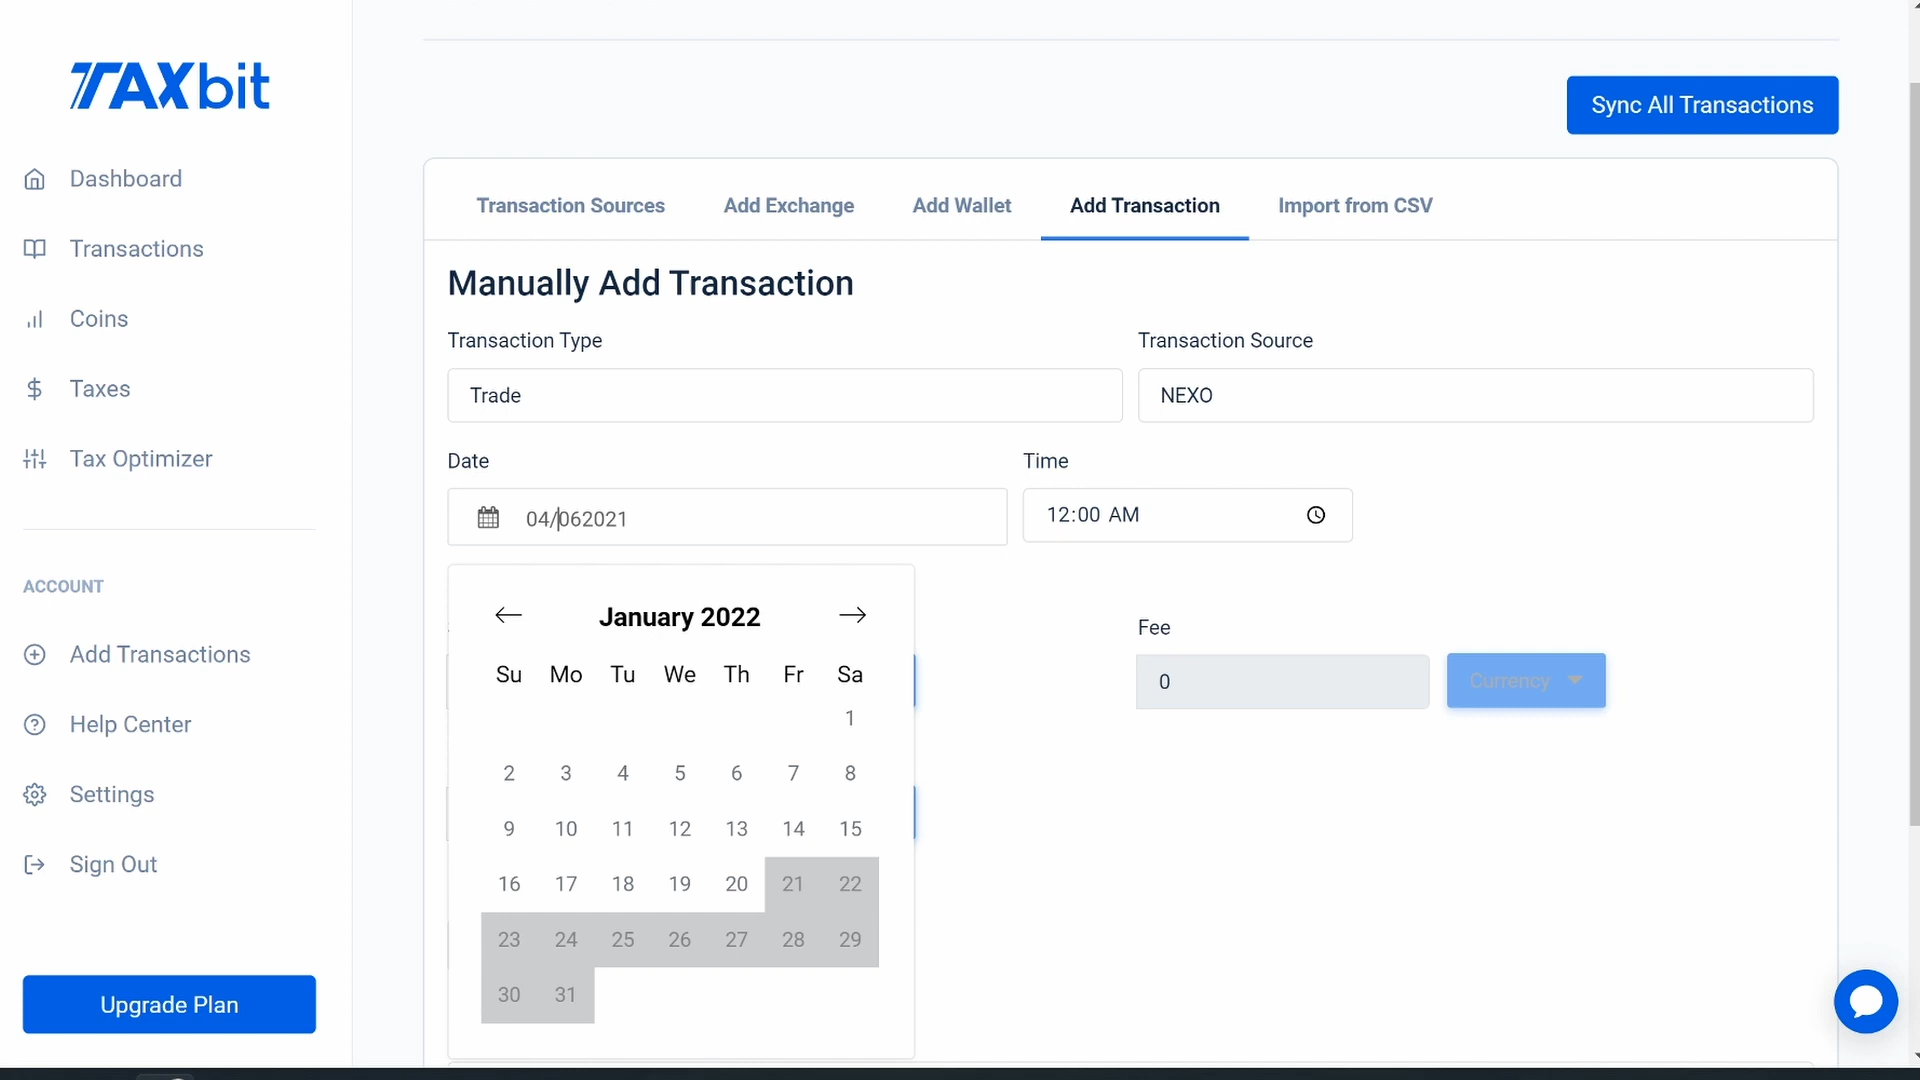 TAXbit
Dashboard
Transactions
Coins
Taxes
Tax Optimizer
ACCOUNT
Add Transactions
Help Center
Settings
Sign Out
Upgrade Plan
Sync All Transactions
Transaction Sources Add Exchange Add Wallet Add Transaction Import from CSV
Manually Add Transaction
Transaction Type Transaction Source
Trade NEXO
Date Time
04/062021 12:00 AM
January 2022
Su Mo Tu We Th Fr Sa
1
2 3 4 5 6 7 8
9 10 11 12 13 14 15
16 17 18 19 20 21 22
23 24 25 26 27 28 29
30 31
Fee
0 Currency